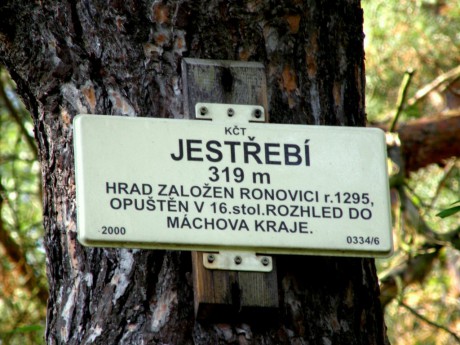 KČT
JESTŘEBÍ
319 m
HRAD ZALOŽEN RONOVICI r.1295,
OPUŠTĚN V 16.stol.ROZHLED DO
MÁCHOVA KRAJE.
2000
0334/6